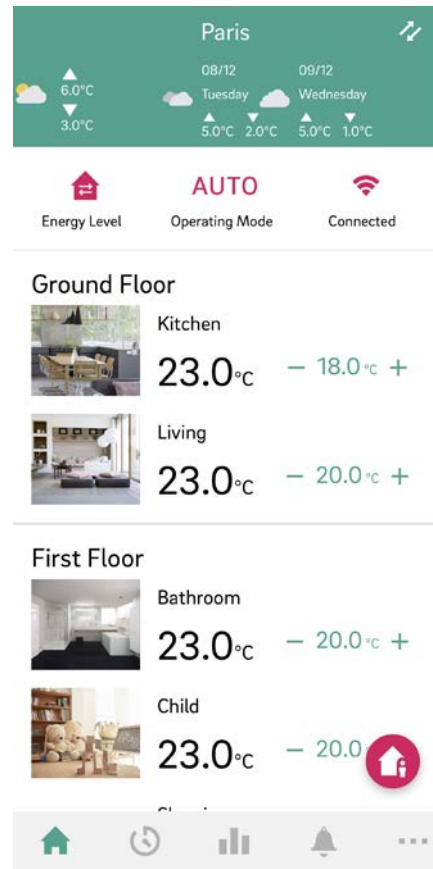 Paris
6.0°C
3.0°C
08/12
Tuesday
5.0°C 2.0°C
09/12
Wednesday
5.0°C 1.0°C
Energy Level
AUTO
Operating Mode
Connected
Ground Floor
Kitchen
23.0°C − 18.0°C +
Living
23.0°C − 20.0°C +
First Floor
Bathroom
23.0°C − 20.0°C +
Child
23.0°C − 20.0